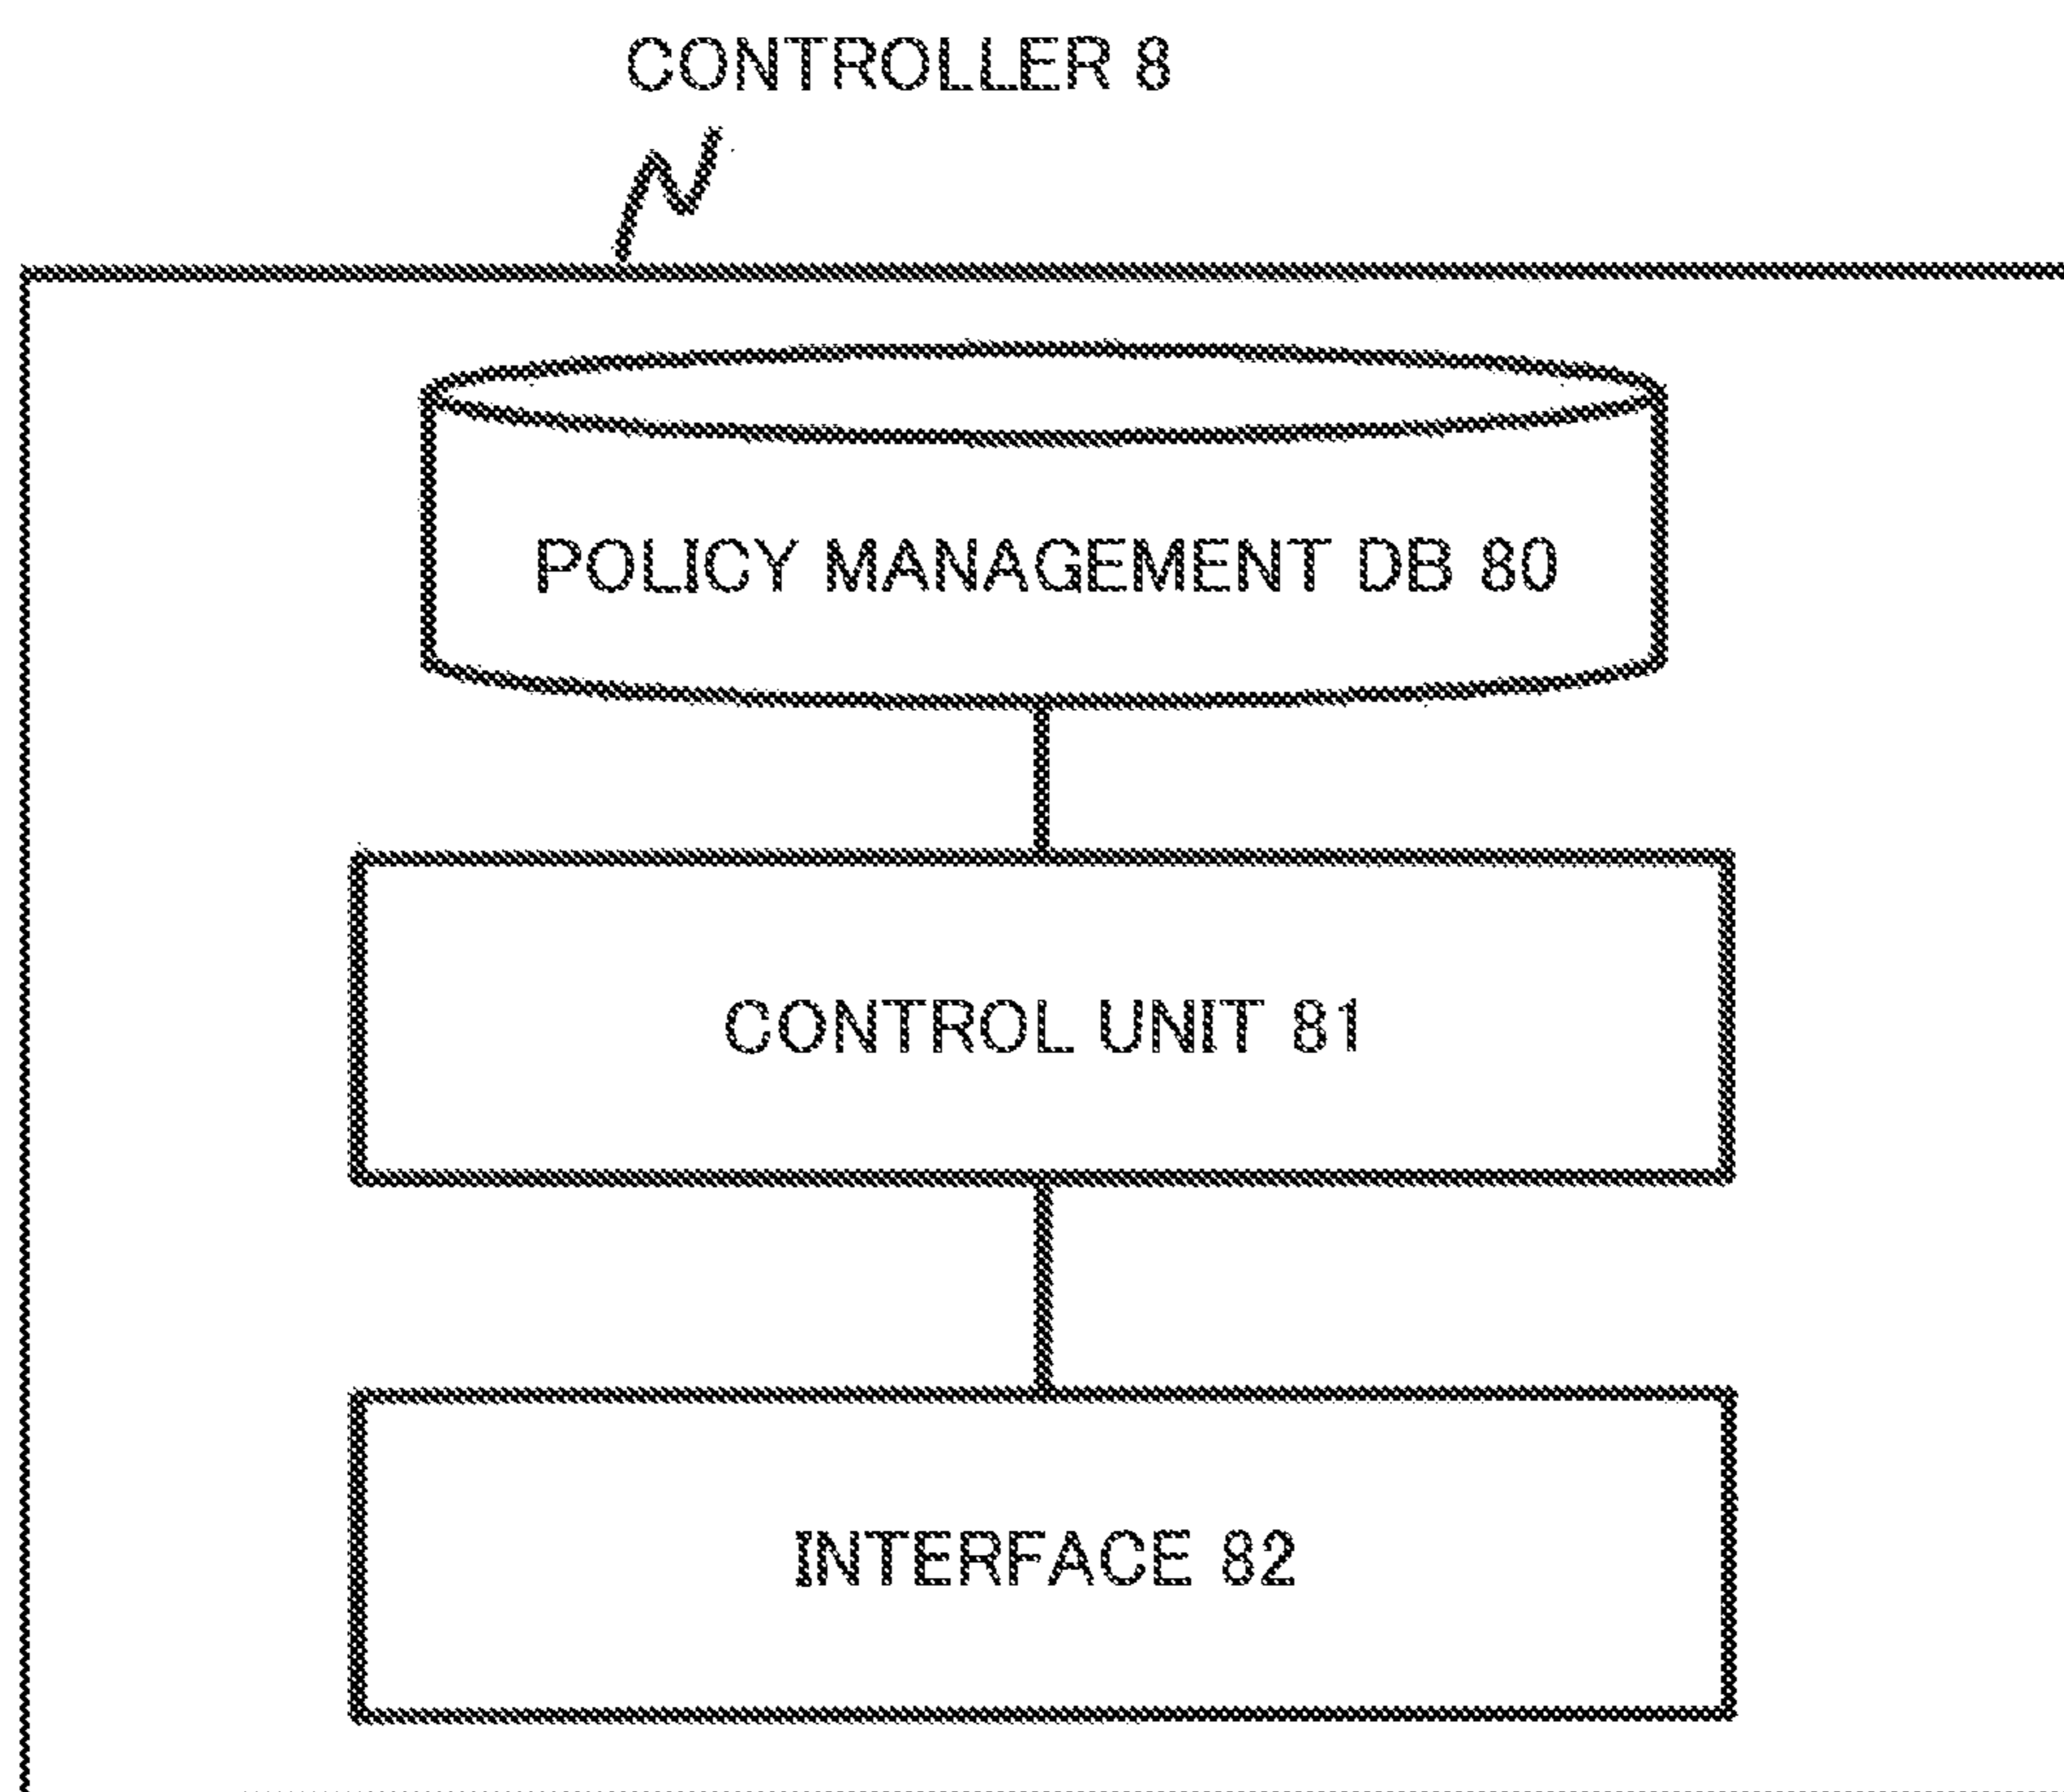 CONTROLLER 8
POLICY MANAGEMENT DB 80
CONTROL UNIT 81
INTERFACE 82